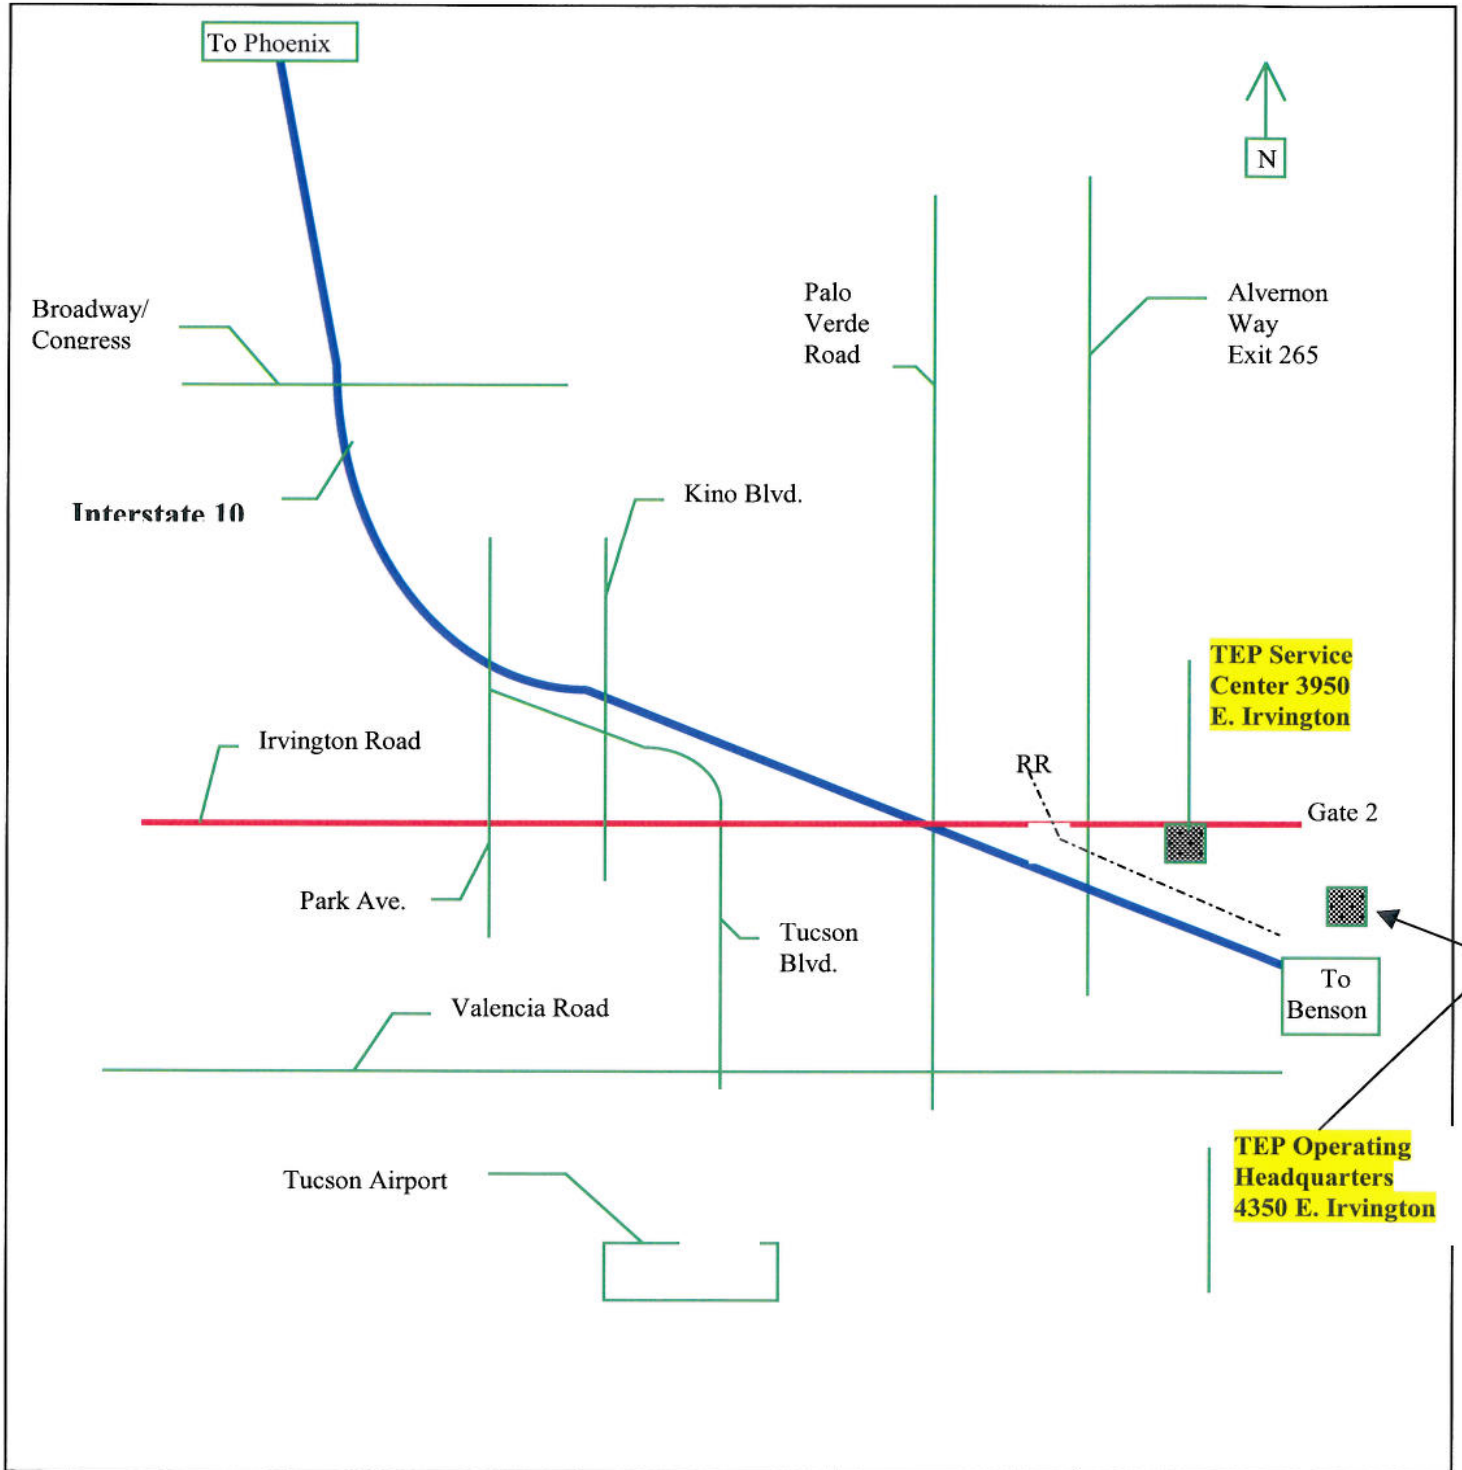 To Phoenix
N
Broadway/
Congress
Palo
Verde
Road
Alvernon
Way
Exit 265
Interstate 10
Kino Blvd.
TEP Service
Center 3950
E. Irvington
Irvington Road
RR
Gate 2
Park Ave.
Tucson
Blvd.
To
Benson
Valencia Road
TEP Operating
Headquarters
4350 E. Irvington
Tucson Airport